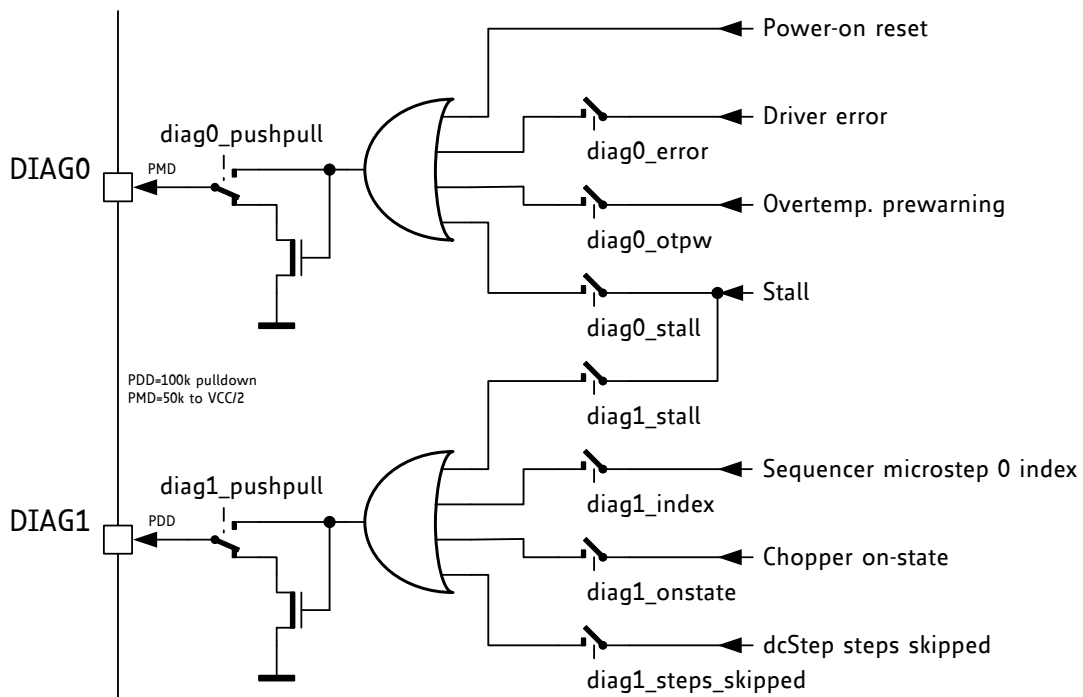 Power-on reset
Driver error
diag0_pushpull
diag0_error
DIAG0
PMD
Overtemp. prewarning
diag0_otpw
Stall
diag0_stall
PDD=100k pulldown
PMD=50k to VCC/2
diag1_stall
Sequencer microstep 0 index
diag1_pushpull
diag1_index
DIAG1
PDD
Chopper on-state
diag1_onstate
dcStep steps skipped
diag1_steps_skipped